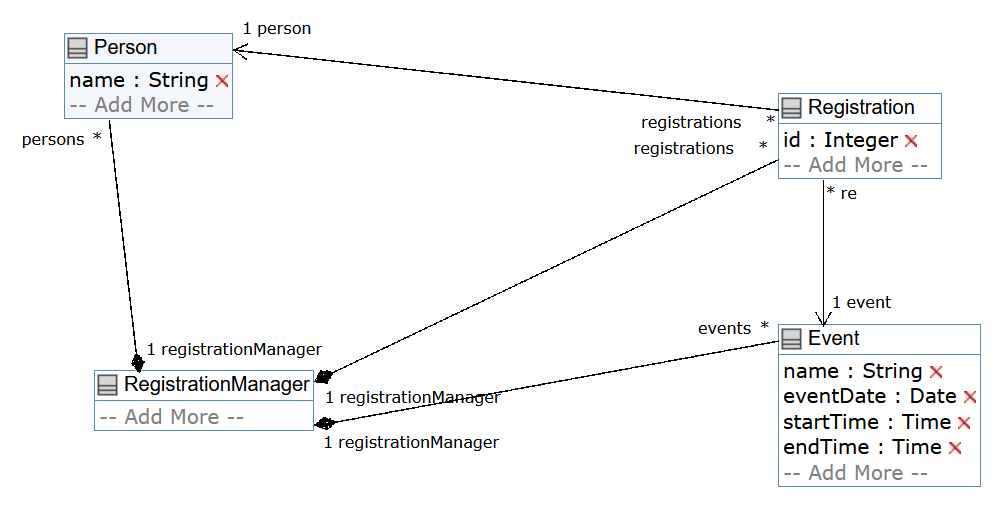 1 person
Person
name : String
-- Add More --
persons *
Registration
id : Integer
-- Add More --
registrations *
registrations *
* re
1 event
events *
Event
name : String
eventDate : Date
startTime : Time
endTime : Time
-- Add More --
1 registrationManager
RegistrationManager
-- Add More --
1 registrationManager
1 registrationManager